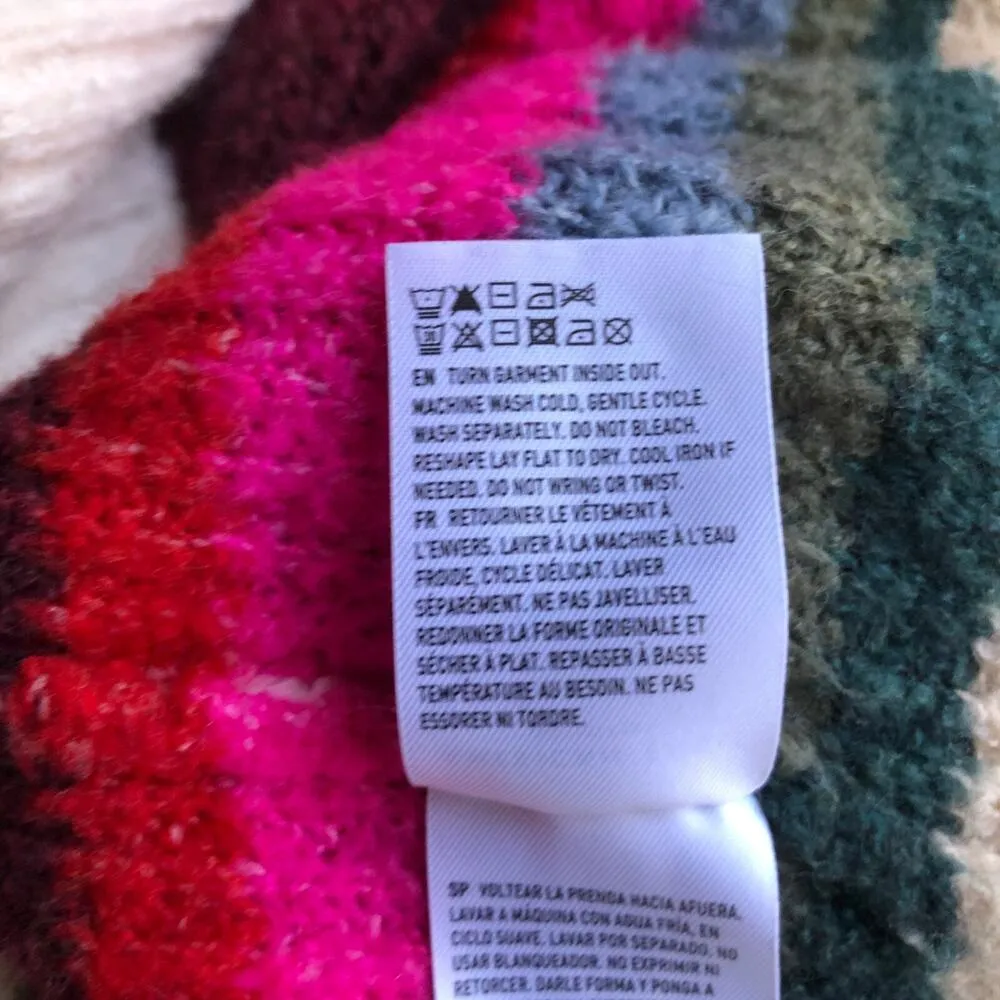 EN TURN GARMENT INSIDE OUT.
MACHINE WASH COLD, GENTLE CYCLE.
WASH SEPARATELY. DO NOT BLEACH.
RESHAPE LAY FLAT TO DRY. COOL IRON IF
NEEDED. DO NOT WRING OR TWIST.
FR RETOURNER LE VÊTEMENT À
L'ENVERS. LAVER À LA MACHINE À L'EAU
FROIDE, CYCLE DÉLICAT. LAVER
SÉPARÉMENT. NE PAS JAVELLISER.
REDONNER LA FORME ORIGINALE ET
SÉCHER À PLAT. REPASSER À BASSE
TEMPÉRATURE AU BESOIN. NE PAS
ESSORER NI TORDRE.
SP VOLTEAR LA PRENDA HACIA AFUERA.
LAVAR A MÁQUINA CON AGUA FRÍA, EN
CICLO SUAVE. LAVAR POR SEPARADO. NO
USAR BLANQUEADOR. NO EXPRIMIR NI
RETORCER. DARLE FORMA Y PONGA A